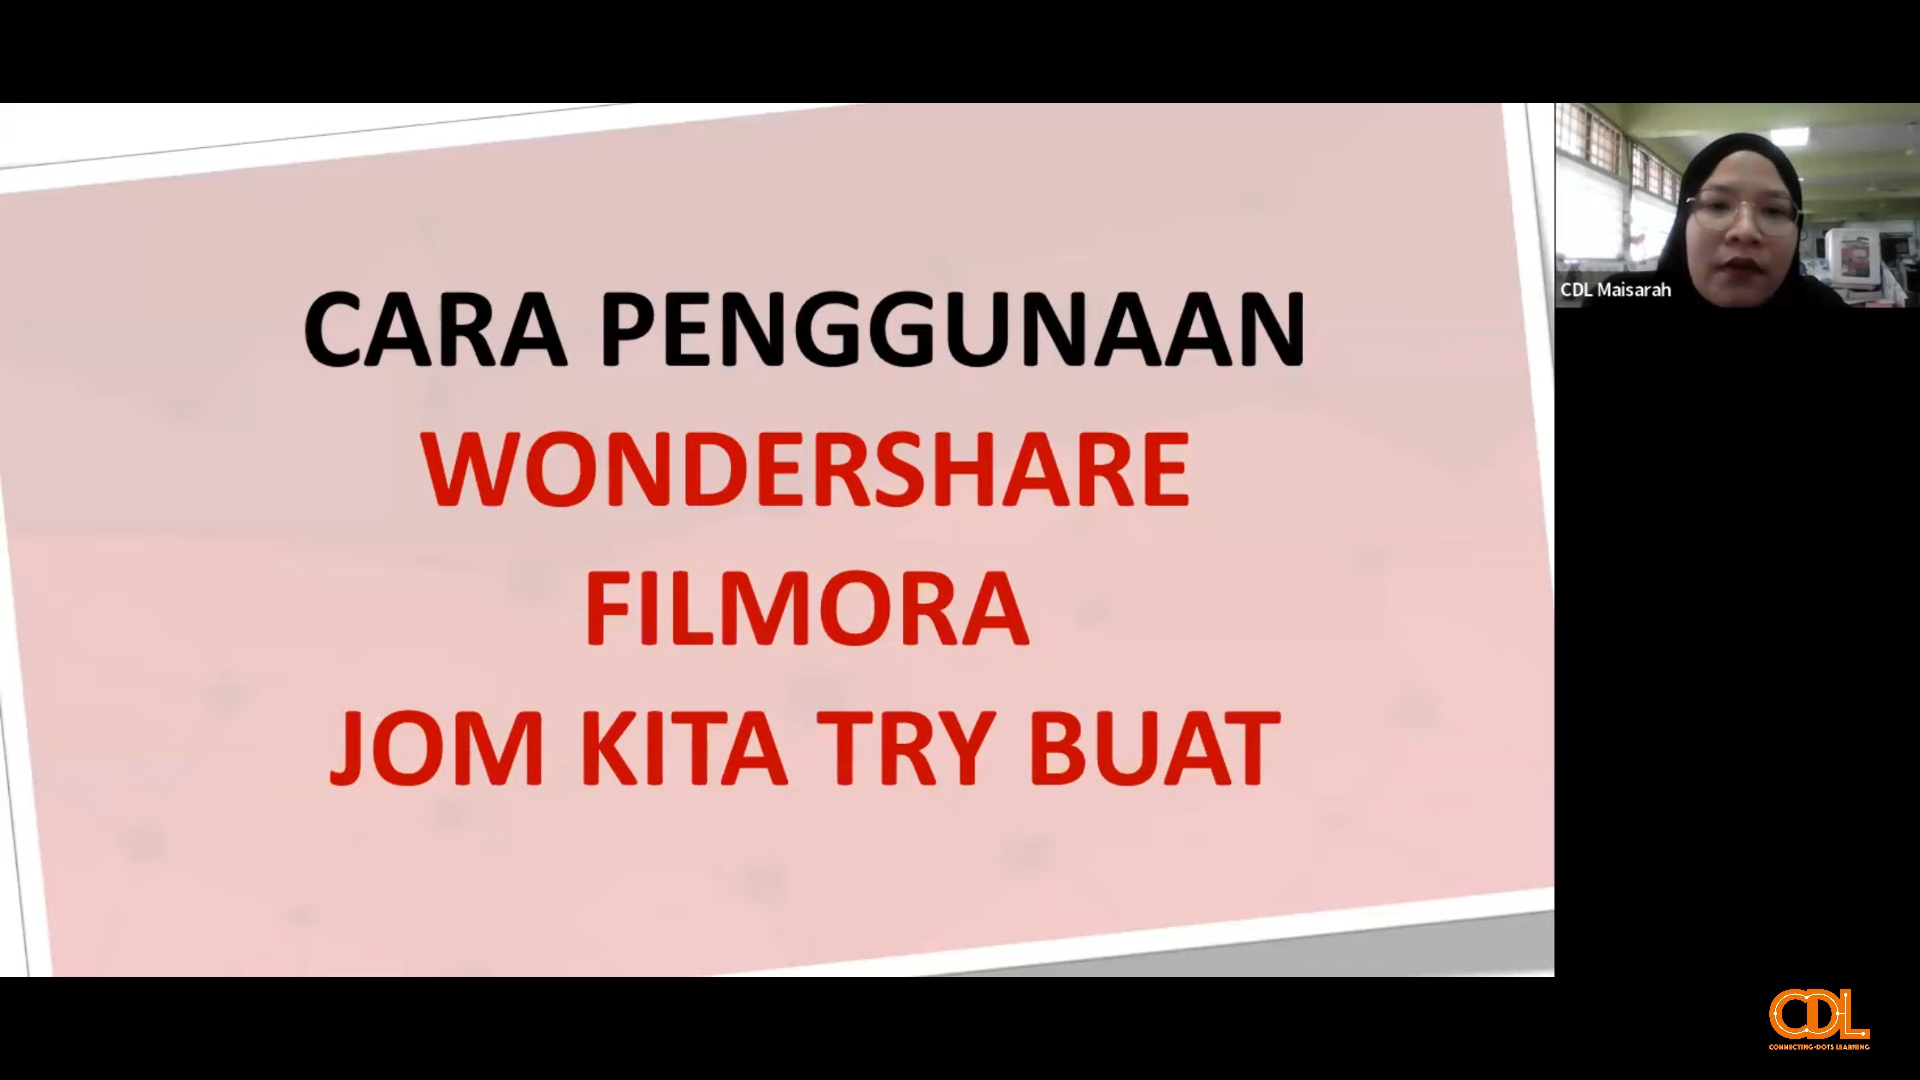 CARA PENGGUNAAN
WONDERSHARE
FILMORA
JOM KITA TRY BUAT
CDL Maisarah
CDL
CONNECTING-DOTS LEARNING